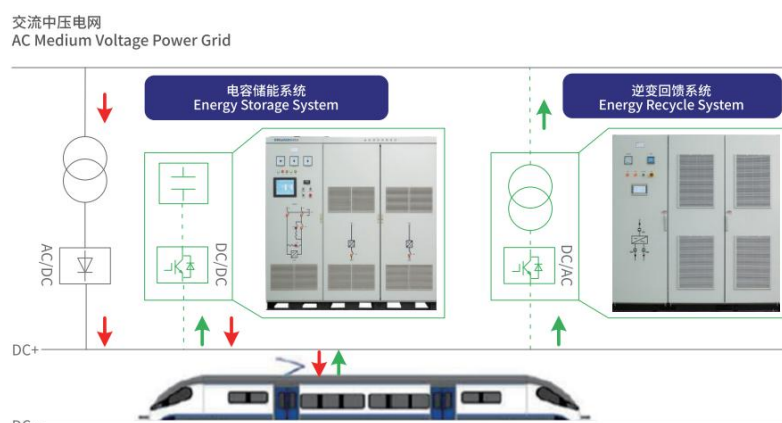 交流中压电网
AC Medium Voltage Power Grid
电容储能系统
Energy Storage System
逆变回馈系统
Energy Recycle System
AC/DC
DC/DC
DC/AC
DC+